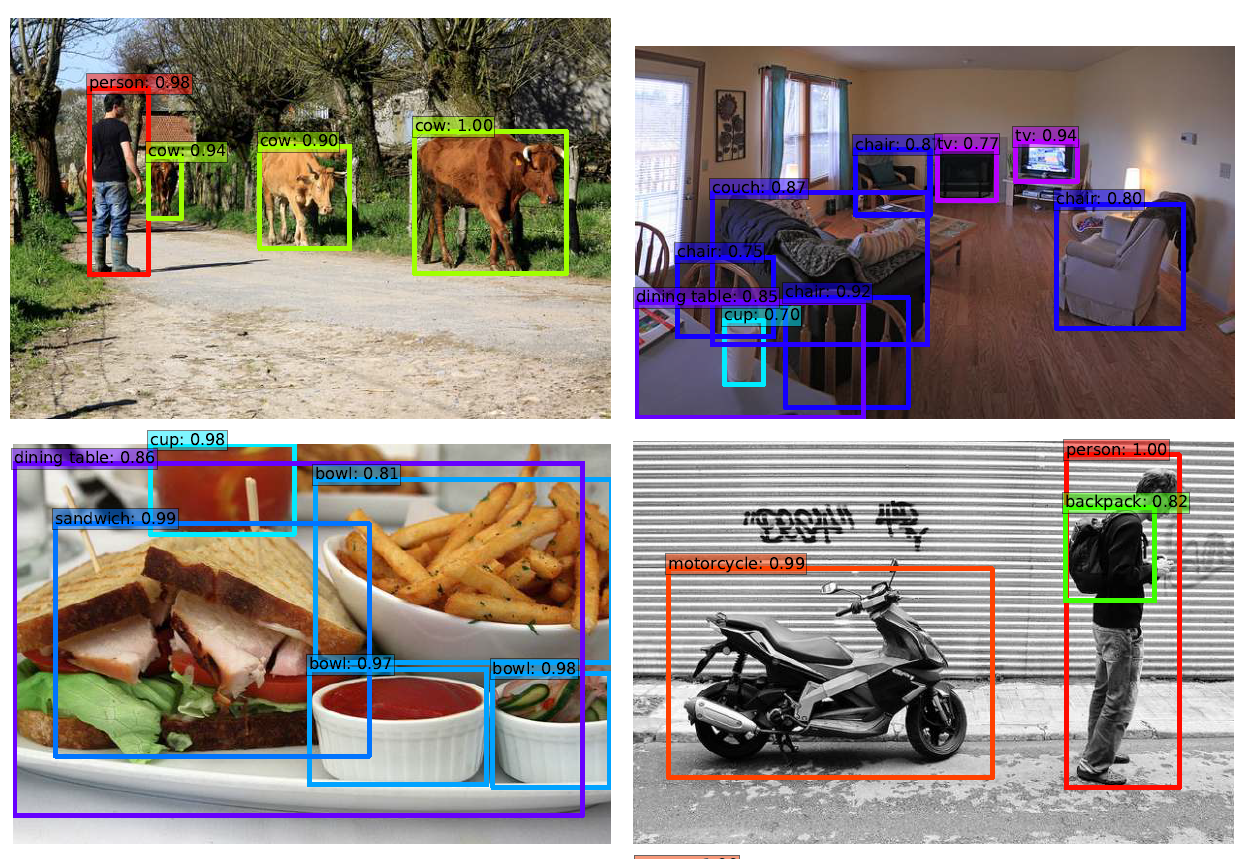 person: 0.98
cow: 0.94
cow: 0.90
cow: 1.00
chair: 0.87
tv: 0.77
tv: 0.94
couch: 0.87
chair: 0.80
chair: 0.75
dining table: 0.85
chair: 0.92
cup: 0.70
cup: 0.98
dining table: 0.86
bowl: 0.81
sandwich: 0.99
bowl: 0.97
bowl: 0.98
person: 1.00
backpack: 0.82
motorcycle: 0.99